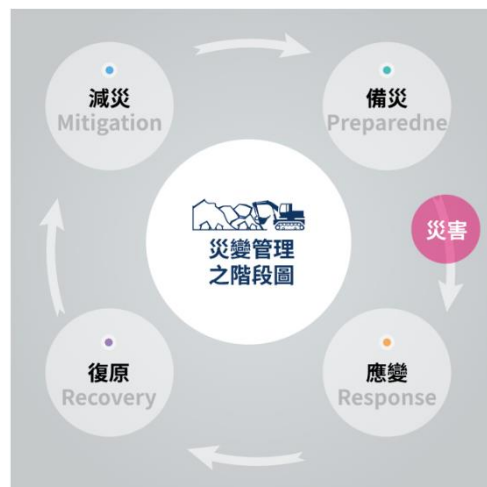 減災
Mitigation
備災
Preparedne
災變管理
之階段圖
災害
復原
Recovery
應變
Response